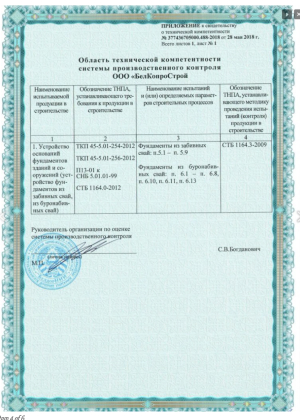 ПРИЛОЖЕНИЕ к свидетельству
о технической компетентности
№ 377436705000.488-2018 от 28 мая 2018 г.
Всего листов 1, лист № 1
Область технической компетентности
системы производственного контроля
ООО «БелКопроСтрой»
Наименование испытываемой продукции в строительстве
Обозначение ТНПА, устанавливающего требования к продукции в строительстве
Наименование испытаний и (или) определяемых параметров строительных процессов
Обозначение ТНПА, устанавливающего методику проведения испытаний (контроля) продукции в строительстве
1 2 3 4
1. Устройство оснований фундаментов зданий и сооружений (устройство фундаментов из забивных свай, из буронабивных свай)
ТКП 45-5.01-254-2012
ТКП 45-5.01-256-2012
П13-01 к
СНБ 5.01.01-99
СТБ 1164.0-2012
Фундаменты из забивных
свай: п.5.1 – п. 5.9
Фундаменты из буронабивных
свай: п. 6.1 – п. 6.8,
п. 6.10, п. 6.11, п. 6.13
СТБ 1164.3-2009
Руководитель организации по оценке
системы производственного контроля
С.В.Богданович
М.П.